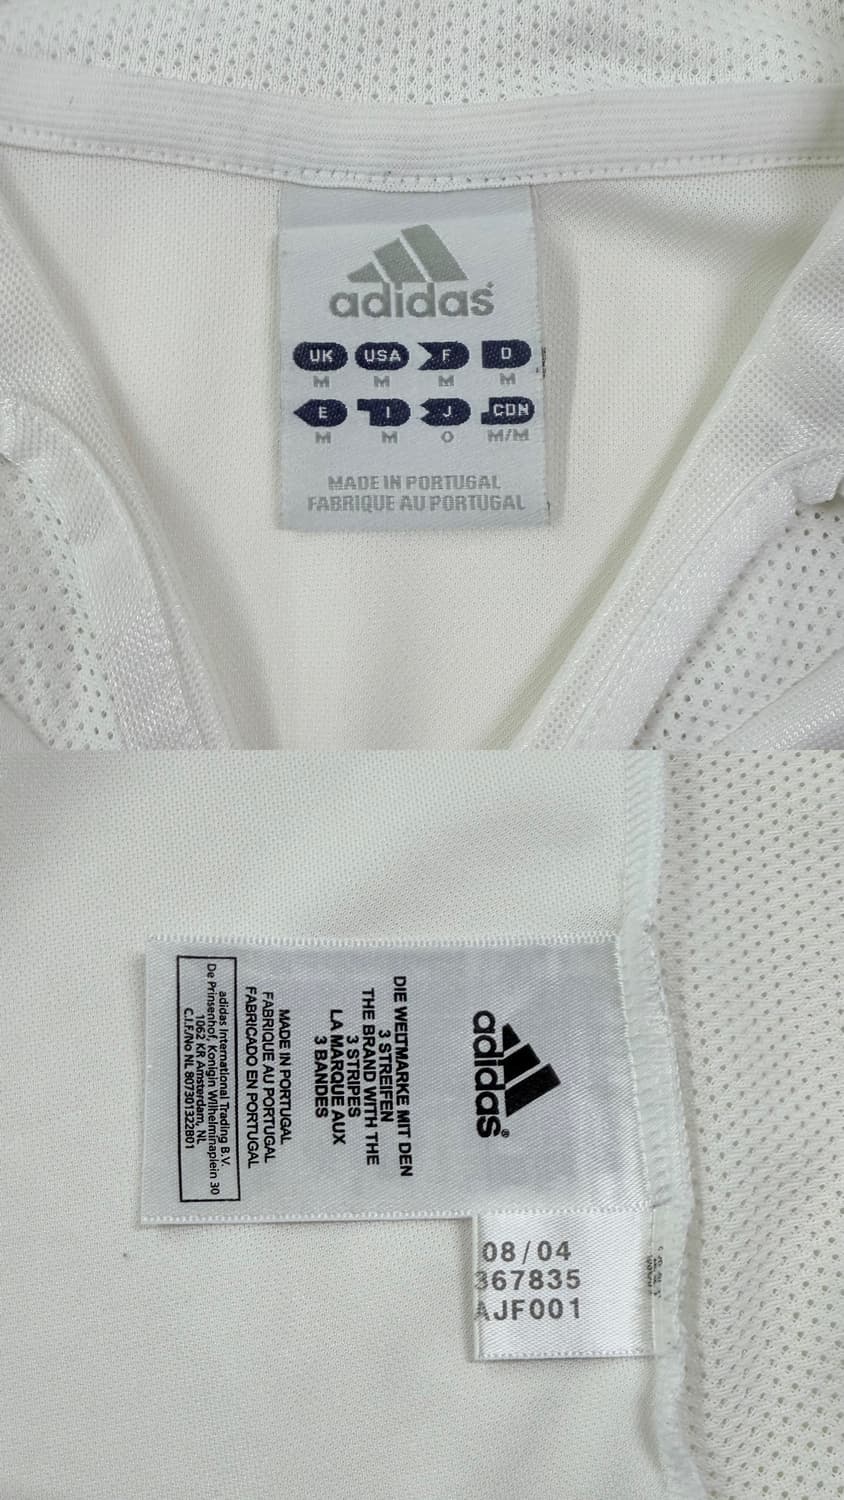 adidas
UK USA F D
M M M M
E I J CDN
M M O M/M
MADE IN PORTUGAL
FABRIQUE AU PORTUGAL
adidas®
DIE WELTMARKE MIT DEN
3 STREIFEN
THE BRAND WITH THE
3 STRIPES
LA MARQUE AUX
3 BANDES
MADE IN PORTUGAL
FABRIQUE AU PORTUGAL
FABRICADO EN PORTUGAL
adidas International Trading B.V.
De Prinsenhof, Konigin Wilhelminaplein 30
1062 KR Amsterdam, NL
C.I.F./No NL 807301322B01
08/04
367835
AJF001